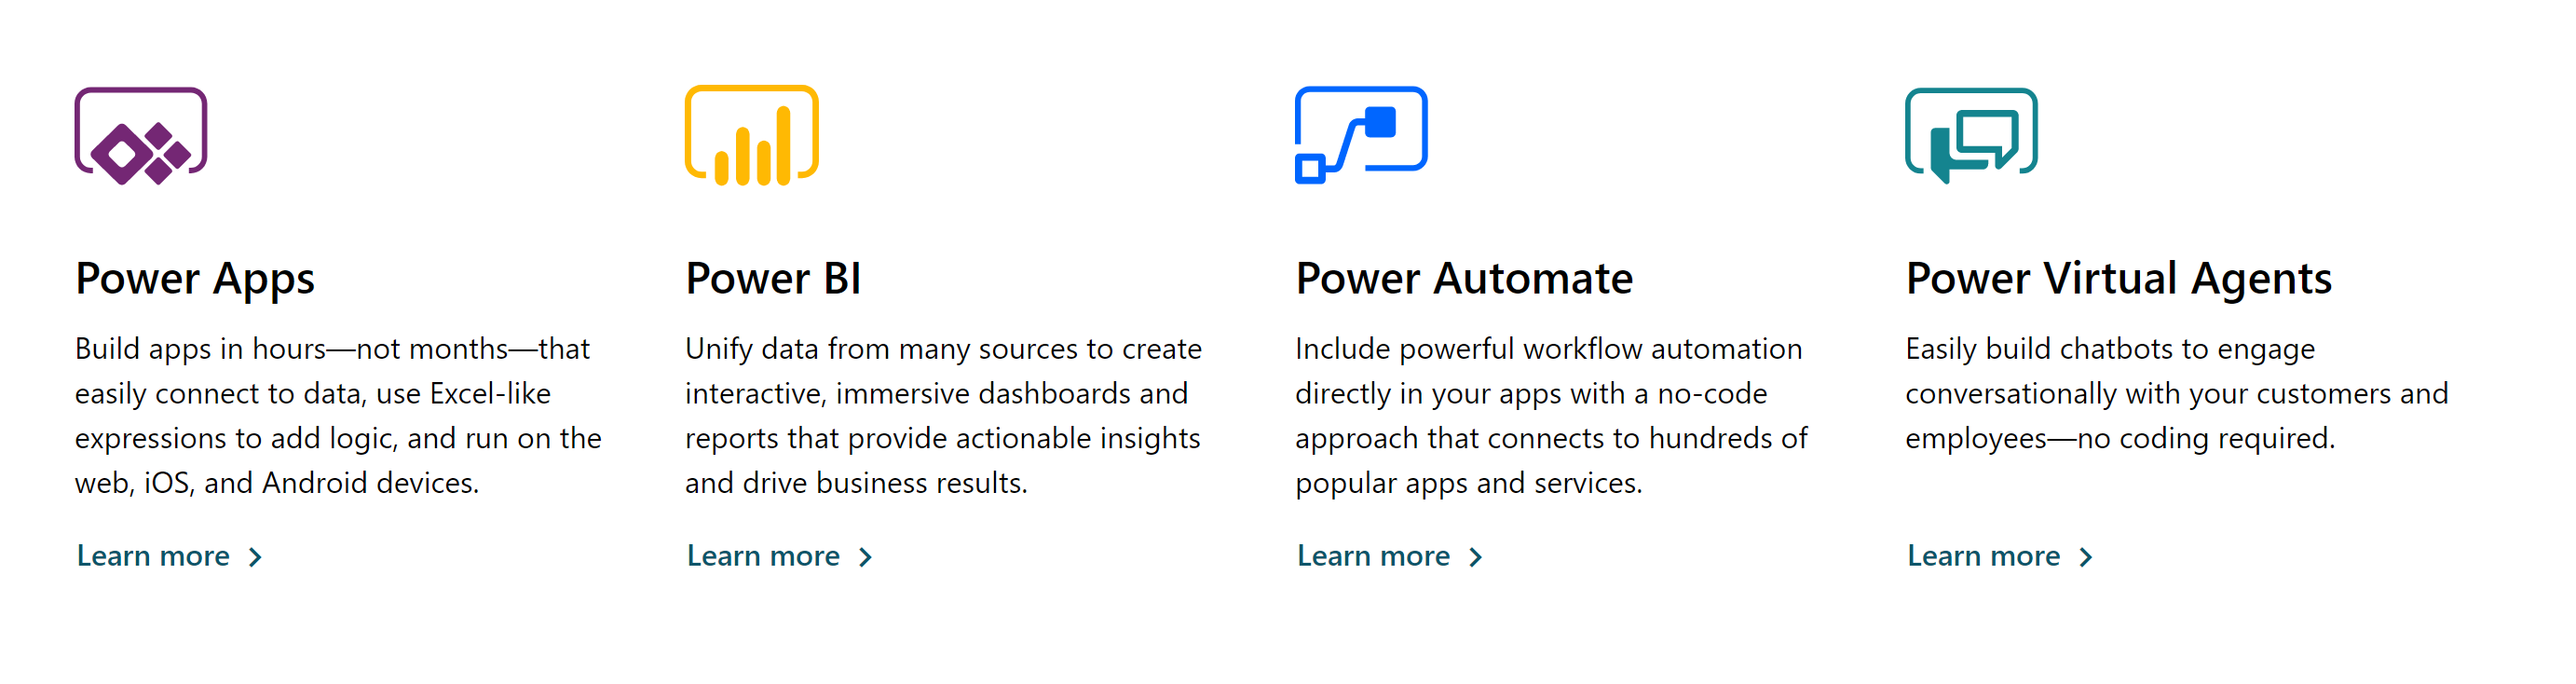 Power Apps
Build apps in hours—not months—that
easily connect to data, use Excel-like
expressions to add logic, and run on the
web, iOS, and Android devices.
Learn more
Power BI
Unify data from many sources to create
interactive, immersive dashboards and
reports that provide actionable insights
and drive business results.
Learn more
Power Automate
Include powerful workflow automation
directly in your apps with a no-code
approach that connects to hundreds of
popular apps and services.
Learn more
Power Virtual Agents
Easily build chatbots to engage
conversationally with your customers and
employees—no coding required.
Learn more